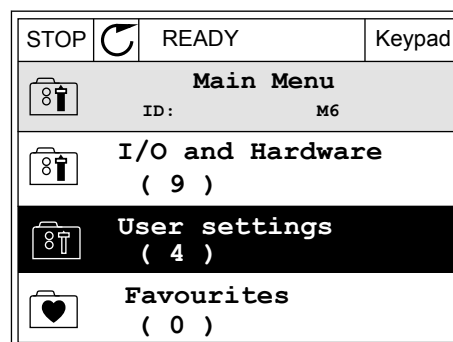 STOP READY Keypad
Main Menu
ID: M6
I/O and Hardware
( 9 )
User settings
( 4 )
Favourites
( 0 )